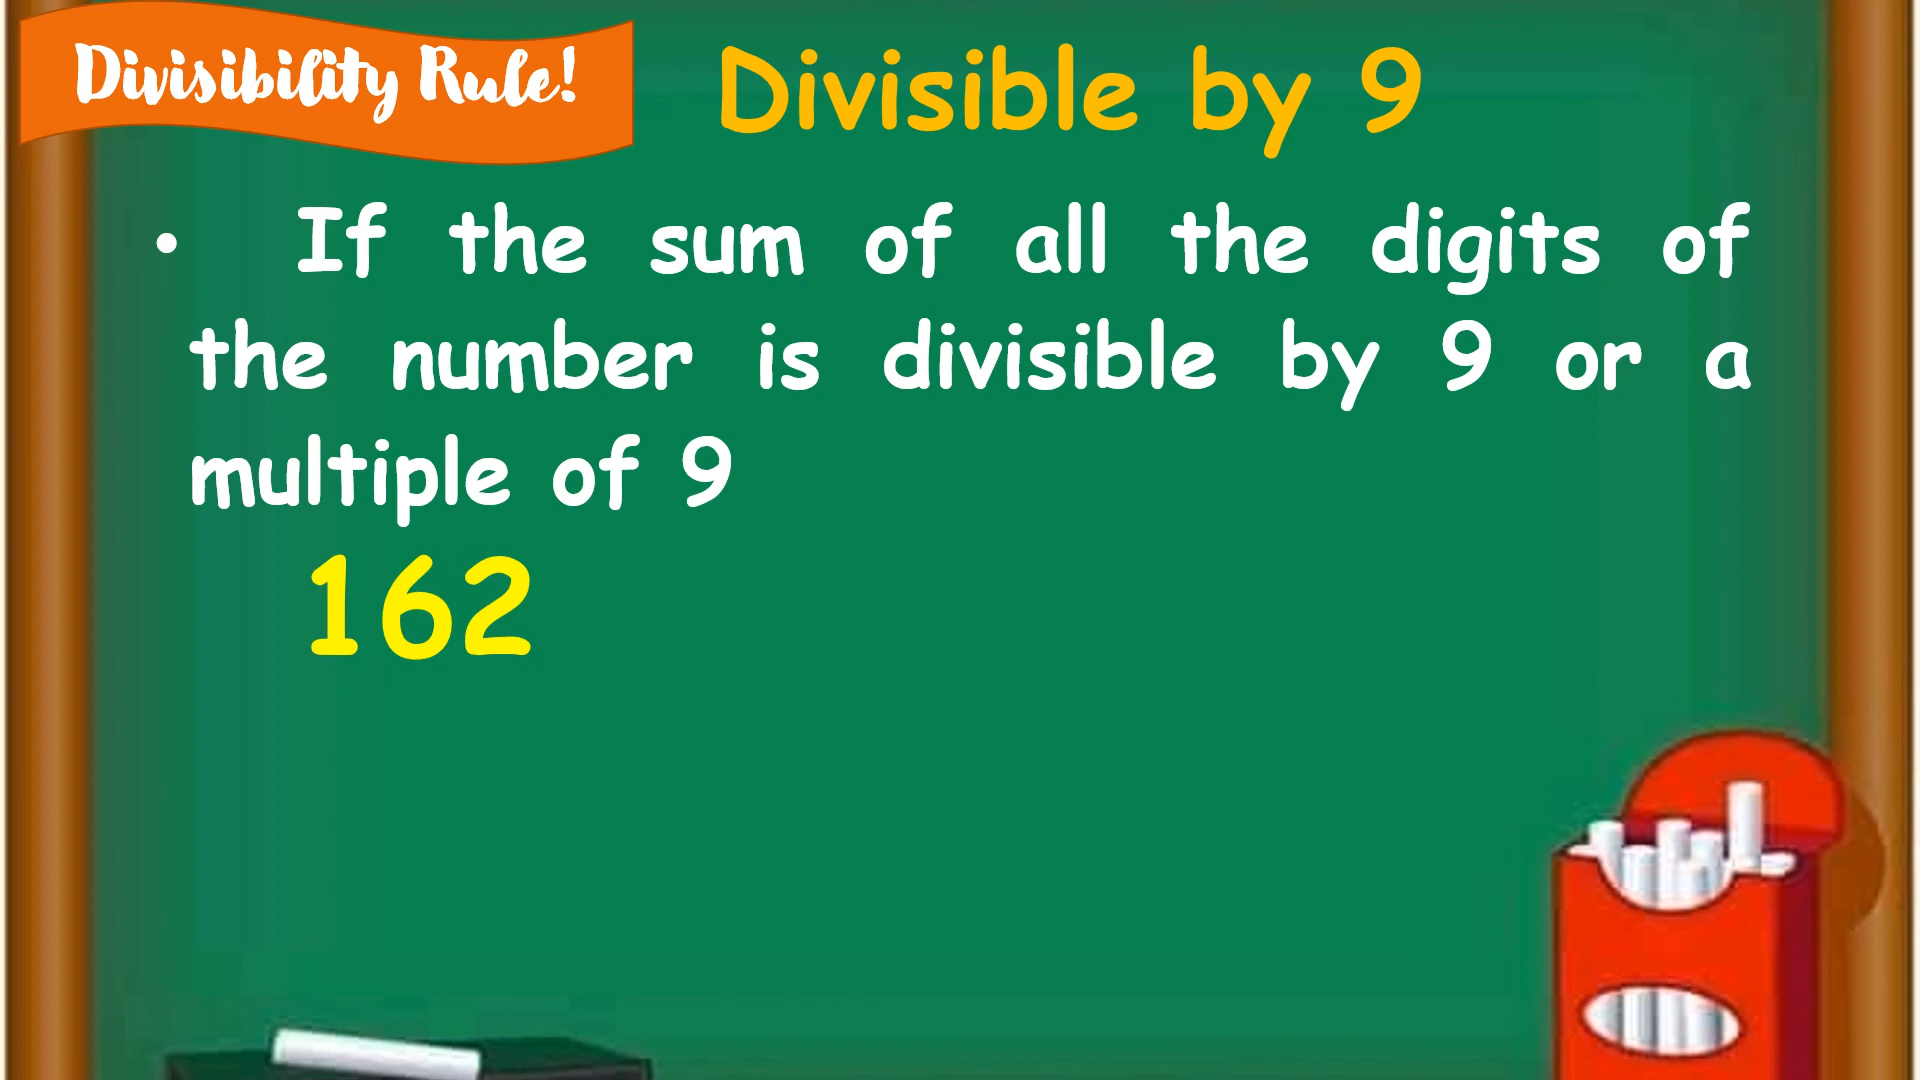 Divisibility Rule!
Divisible by 9
• If the sum of all the digits of
the number is divisible by 9 or a
multiple of 9
162